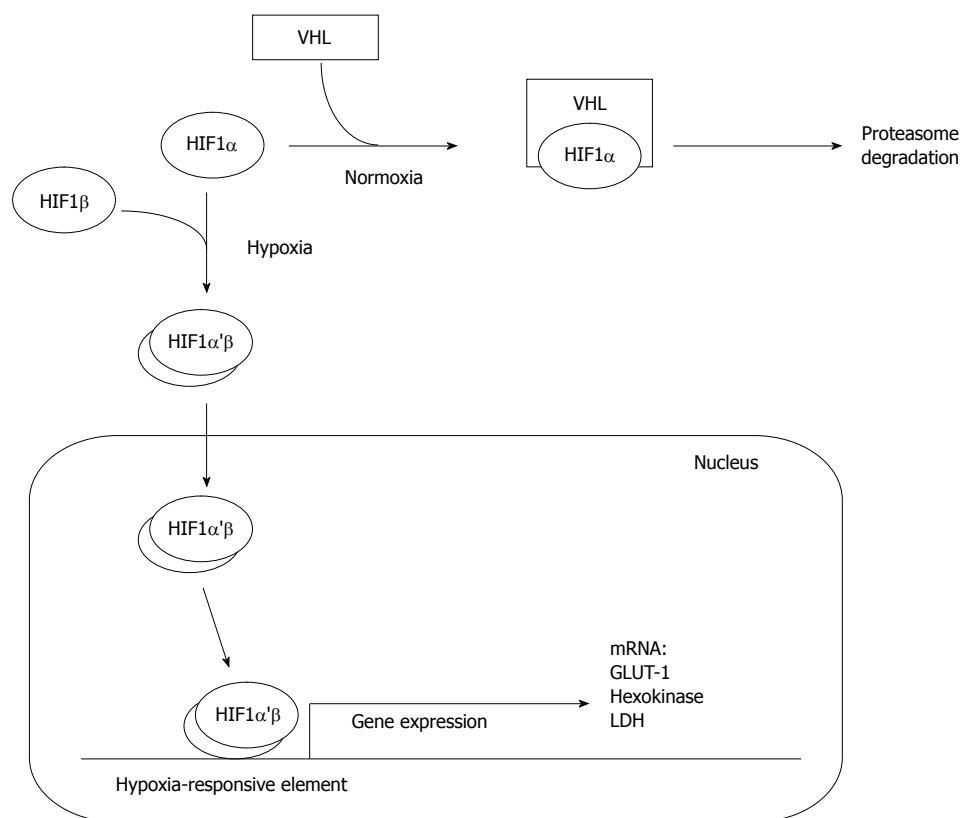 VHL
VHL
HIF1α
HIF1α
Proteasome
degradation
Normoxia
HIF1β
Hypoxia
HIF1α'β
Nucleus
HIF1α'β
mRNA:
GLUT-1
Hexokinase
LDH
HIF1α'β
Gene expression
Hypoxia-responsive element